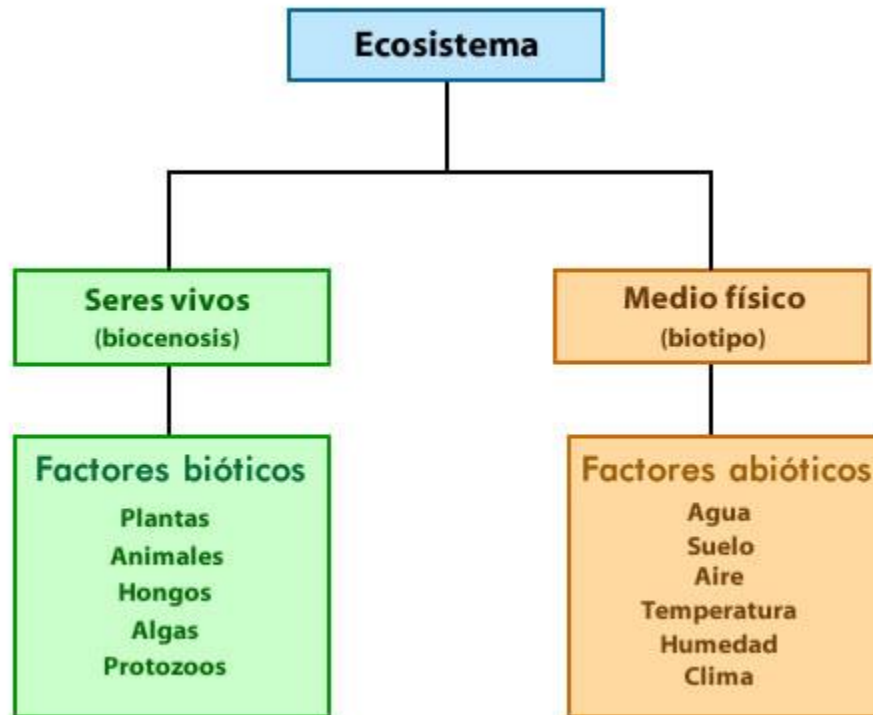 Ecosistema
Seres vivos
(biocenosis)
Medio físico
(biotipo)
Factores bióticos
Plantas
Animales
Hongos
Algas
Protozoos
Factores abióticos
Agua
Suelo
Aire
Temperatura
Humedad
Clima